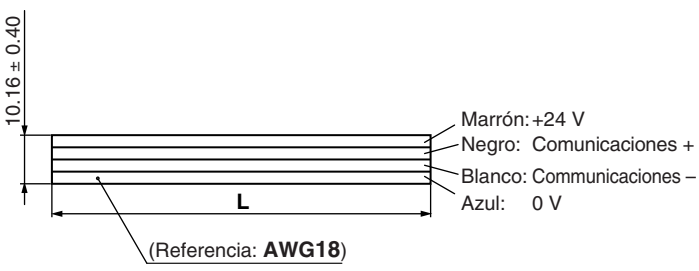 10.16 ± 0.40
Marrón: +24 V
Negro: Comunicaciones +
Blanco: Communicaciones –
Azul: 0 V
L
(Referencia: AWG18)